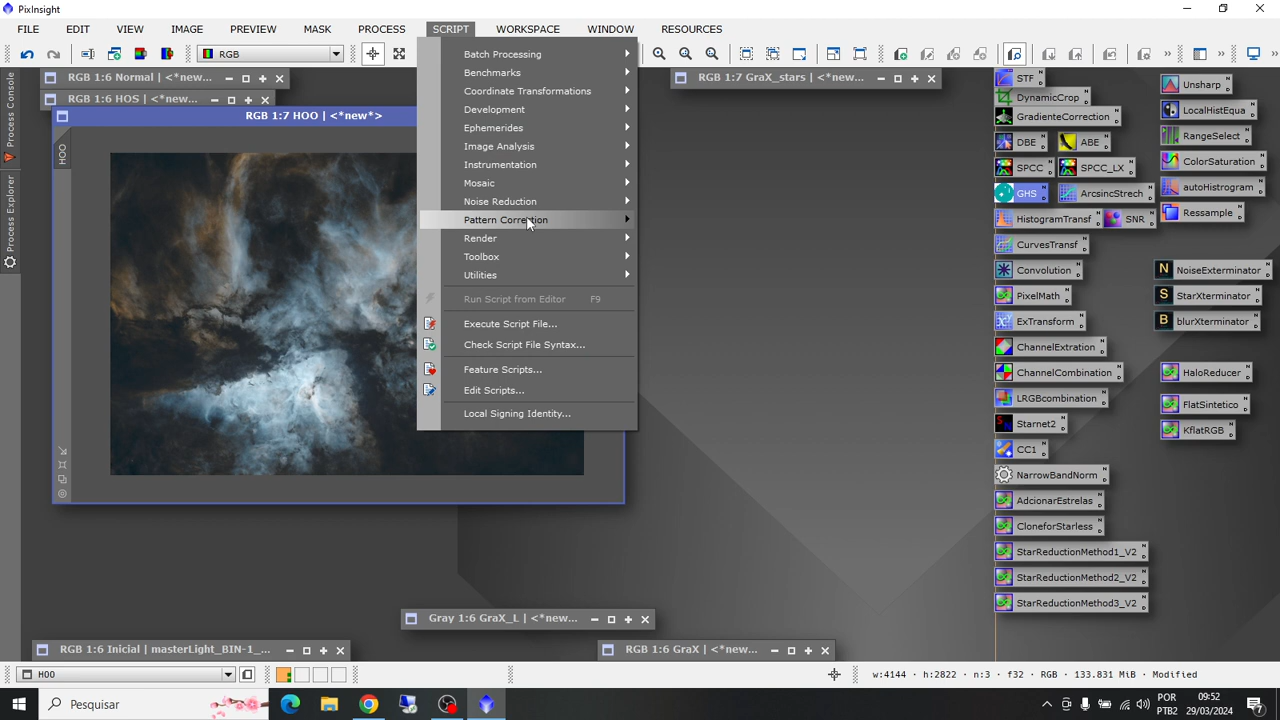 PixInsight
FILE EDIT VIEW IMAGE PREVIEW MASK PROCESS SCRIPT WORKSPACE WINDOW RESOURCES
RGB
Process Console
Process Explorer
RGB 1:6 Normal | <*new...
RGB 1:6 HOS | <*new...
RGB 1:7 HOO | <*new*>
HOO
Batch Processing
Benchmarks
Coordinate Transformations
Development
Ephemerides
Image Analysis
Instrumentation
Mosaic
Noise Reduction
Pattern Correction
Render
Toolbox
Utilities
Run Script from Editor F9
Execute Script File...
Check Script File Syntax...
Feature Scripts...
Edit Scripts...
Local Signing Identity...
RGB 1:7 GraX_stars | <*new...
STF
DynamicCrop
GradienteCorrection
DBE ABE
SPCC SPCC_LX
GHS ArcsincStrech
HistogramTransf SNR
CurvesTransf
Convolution
PixelMath
ExTransform
ChannelExtration
ChannelCombination
LRGBcombination
Starnet2
CC1
NarrowBandNorm
AdcionarEstrelas
CloneforStarless
StarReductionMethod1_V2
StarReductionMethod2_V2
StarReductionMethod3_V2
Unsharp
LocalHistEqua
RangeSelect
ColorSaturation
autoHistogram
Ressample
NoiseExterminator
StarXterminator
blurXterminator
HaloReducer
FlatSintetico
KflatRGB
Gray 1:6 GraX_L | <*new...
RGB 1:6 Inicial | masterLight_BIN-1_...
RGB 1:6 GraX | <*new...
HOO
w:4144 h:2822 n:3 f32 RGB 133.831 MiB Modified
Pesquisar
POR
PTB2
09:52
29/03/2024